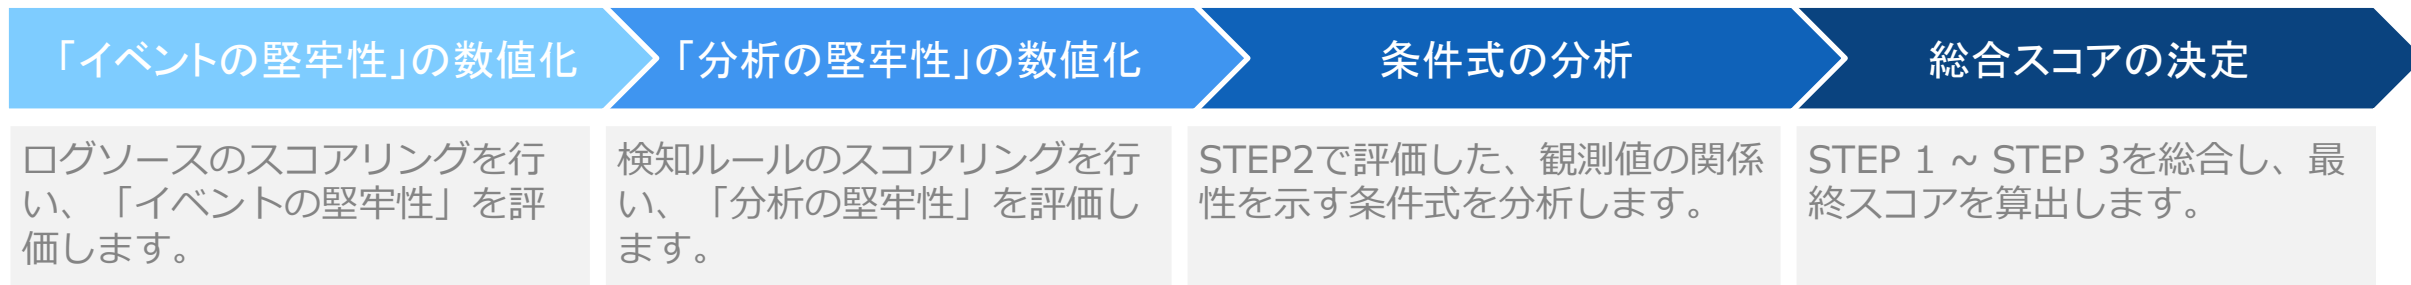 「イベントの堅牢性」の数値化
「分析の堅牢性」の数値化
条件式の分析
総合スコアの決定
ログソースのスコアリングを行
い、「イベントの堅牢性」を評
価します。
検知ルールのスコアリングを行
い、「分析の堅牢性」を評価し
ます。
STEP2で評価した、観測値の関係
性を示す条件式を分析します。
STEP 1 ~ STEP 3を総合し、最
終スコアを算出します。